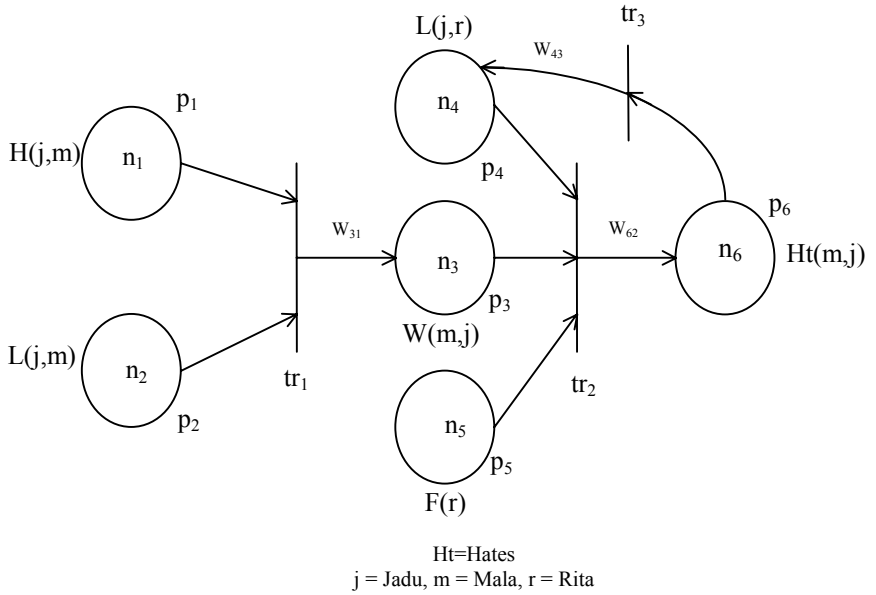 L(j,r)
tr₃
W₄₃
n₄
p₁
H(j,m)
n₁
p₄
W₃₁
W₆₂
p₆
n₃
n₆
Ht(m,j)
p₃
W(m,j)
L(j,m)
n₂
tr₁
tr₂
p₂
n₅
p₅
F(r)
Ht=Hates
j = Jadu, m = Mala, r = Rita